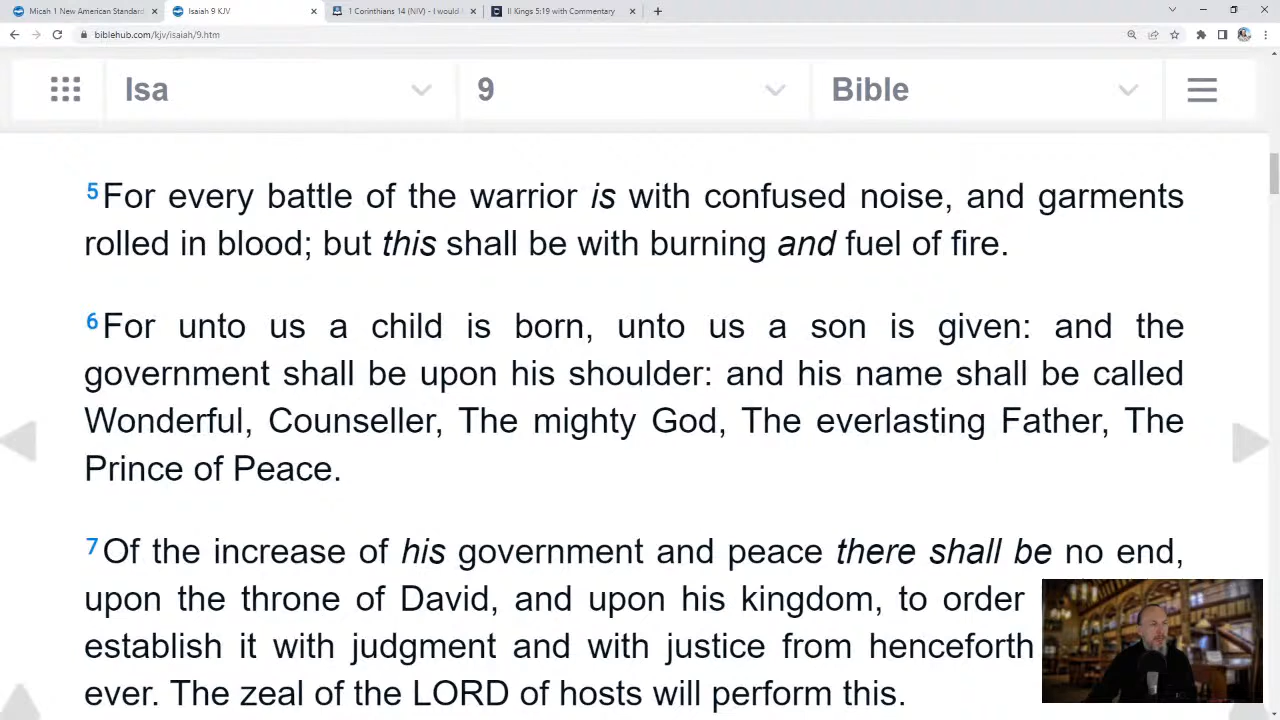 Micah 1 New American Standard
Isaiah 9 KJV
1 Corinthians 14 (NIV) - I would l
II Kings 5:19 with Commentary
biblehub.com/kjv/isaiah/9.htm
Isa
9
Bible
5For every battle of the warrior is with confused noise, and garments
rolled in blood; but this shall be with burning and fuel of fire.
6For unto us a child is born, unto us a son is given: and the
government shall be upon his shoulder: and his name shall be called
Wonderful, Counseller, The mighty God, The everlasting Father, The
Prince of Peace.
7Of the increase of his government and peace there shall be no end,
upon the throne of David, and upon his kingdom, to order
establish it with judgment and with justice from henceforth
ever. The zeal of the LORD of hosts will perform this.